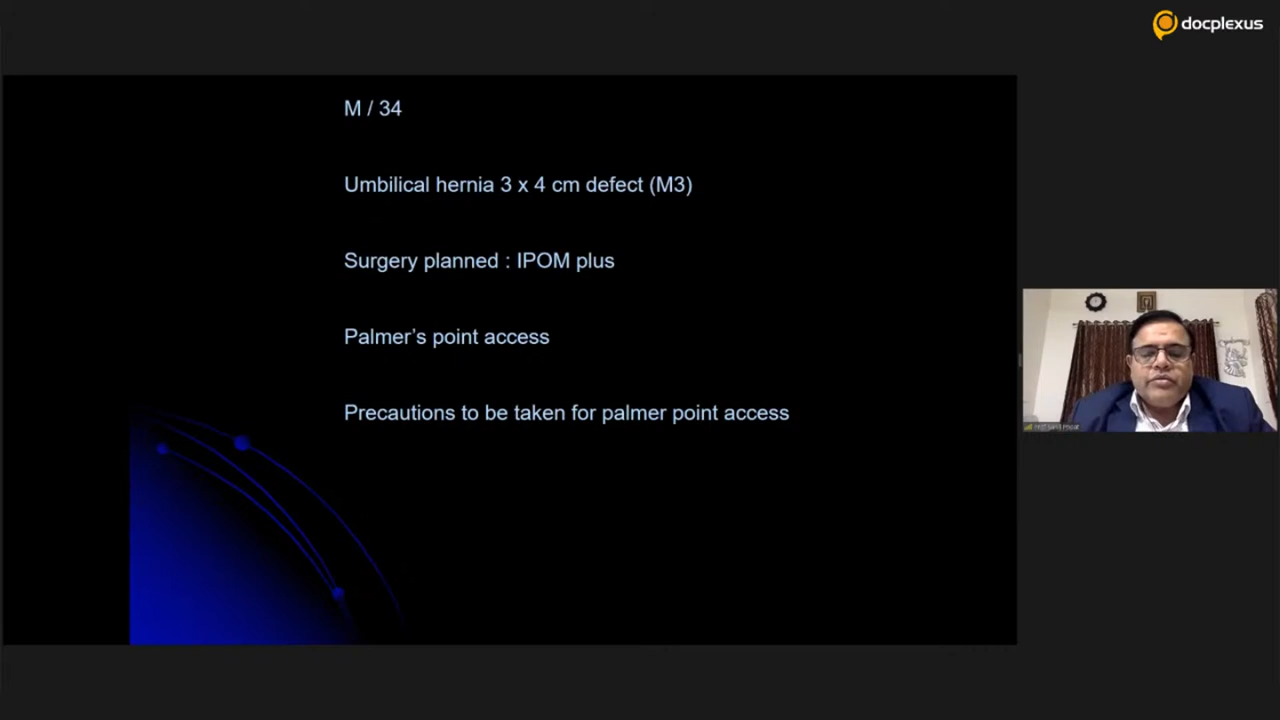 docplexus
M / 34
Umbilical hernia 3 x 4 cm defect (M3)
Surgery planned : IPOM plus
Palmer’s point access
Precautions to be taken for palmer point access